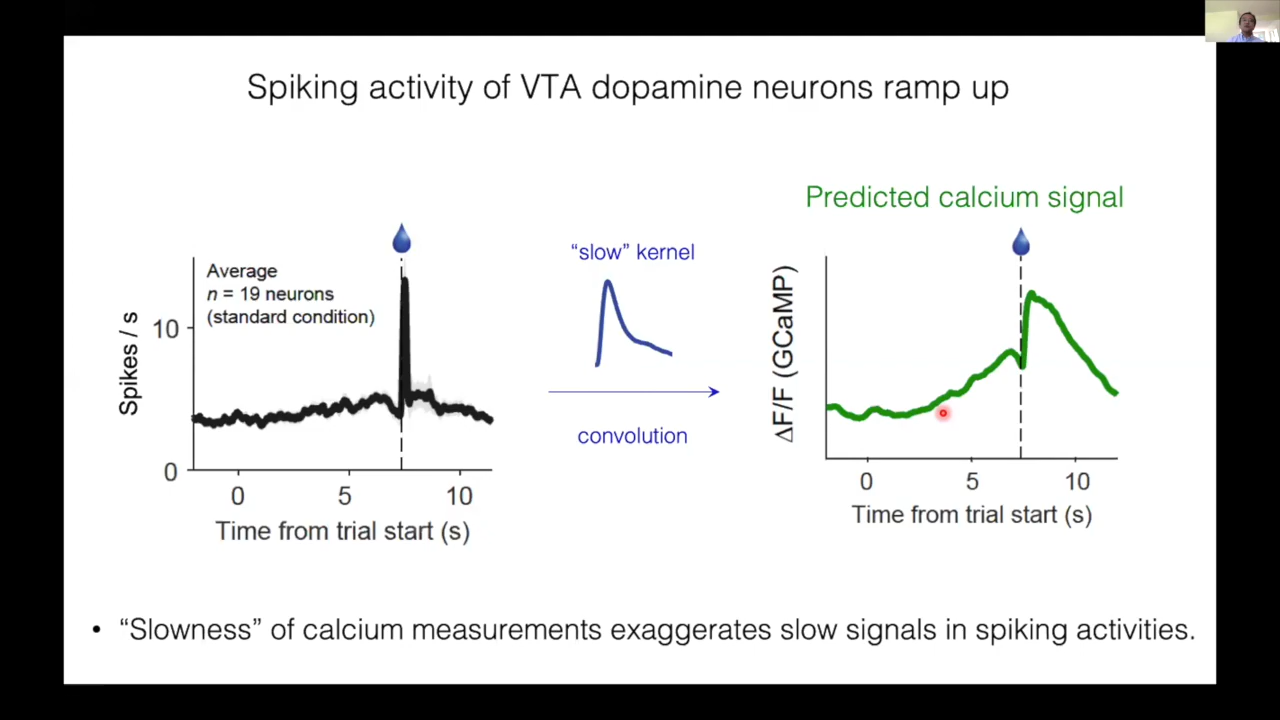 Spiking activity of VTA dopamine neurons ramp up
Average
n = 19 neurons
(standard condition)
Spikes / s
10
0
0
5
10
Time from trial start (s)
“slow” kernel
convolution
Predicted calcium signal
ΔF/F (GCaMP)
0
5
10
Time from trial start (s)
• “Slowness” of calcium measurements exaggerates slow signals in spiking activities.